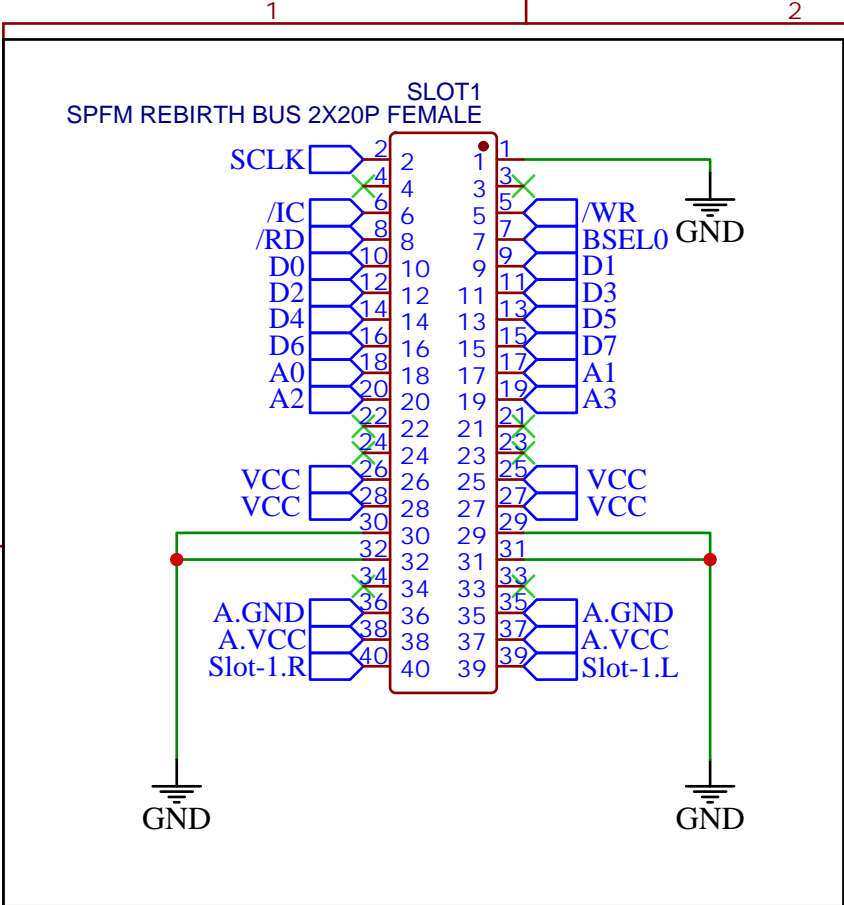 1 2
SLOT1
SPFM REBIRTH BUS 2X20P FEMALE
SCLK 2 2 1 1
4 4 3 3
/IC 6 6 5 5 /WR
/RD 8 8 7 7 BSEL0 GND
D0 10 10 9 9 D1
D2 12 12 11 11 D3
D4 14 14 13 13 D5
D6 16 16 15 15 D7
A0 18 18 17 17 A1
A2 20 20 19 19 A3
22 22 21 21
24 24 23 23
VCC 26 26 25 25 VCC
VCC 28 28 27 27 VCC
30 30 29 29
32 32 31 31
34 34 33 33
A.GND 36 36 35 35 A.GND
A.VCC 38 38 37 37 A.VCC
Slot-1.R 40 40 39 39 Slot-1.L
GND GND